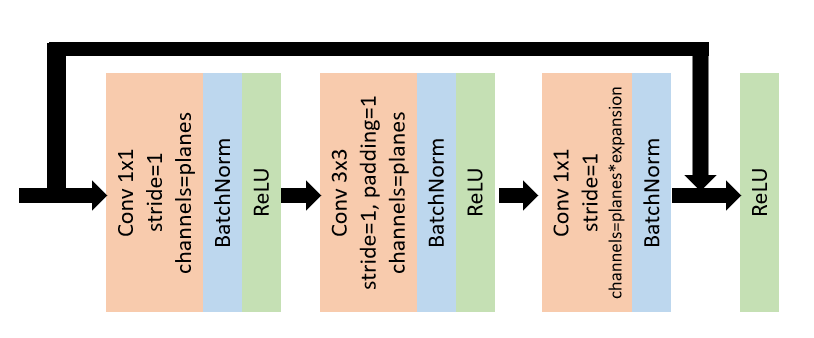 Conv 1x1
stride=1
channels=planes
BatchNorm
ReLU
Conv 3x3
stride=1, padding=1
channels=planes
BatchNorm
ReLU
Conv 1x1
stride=1
channels=planes*expansion
BatchNorm
ReLU